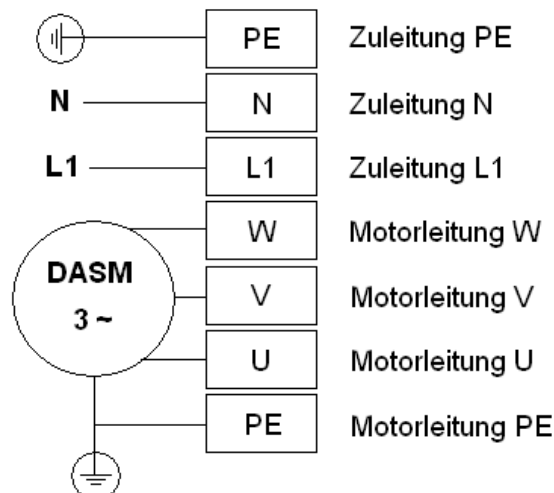 PE Zuleitung PE
N N Zuleitung N
L1 L1 Zuleitung L1
W Motorleitung W
DASM
V Motorleitung V
3 ~
U Motorleitung U
PE Motorleitung PE